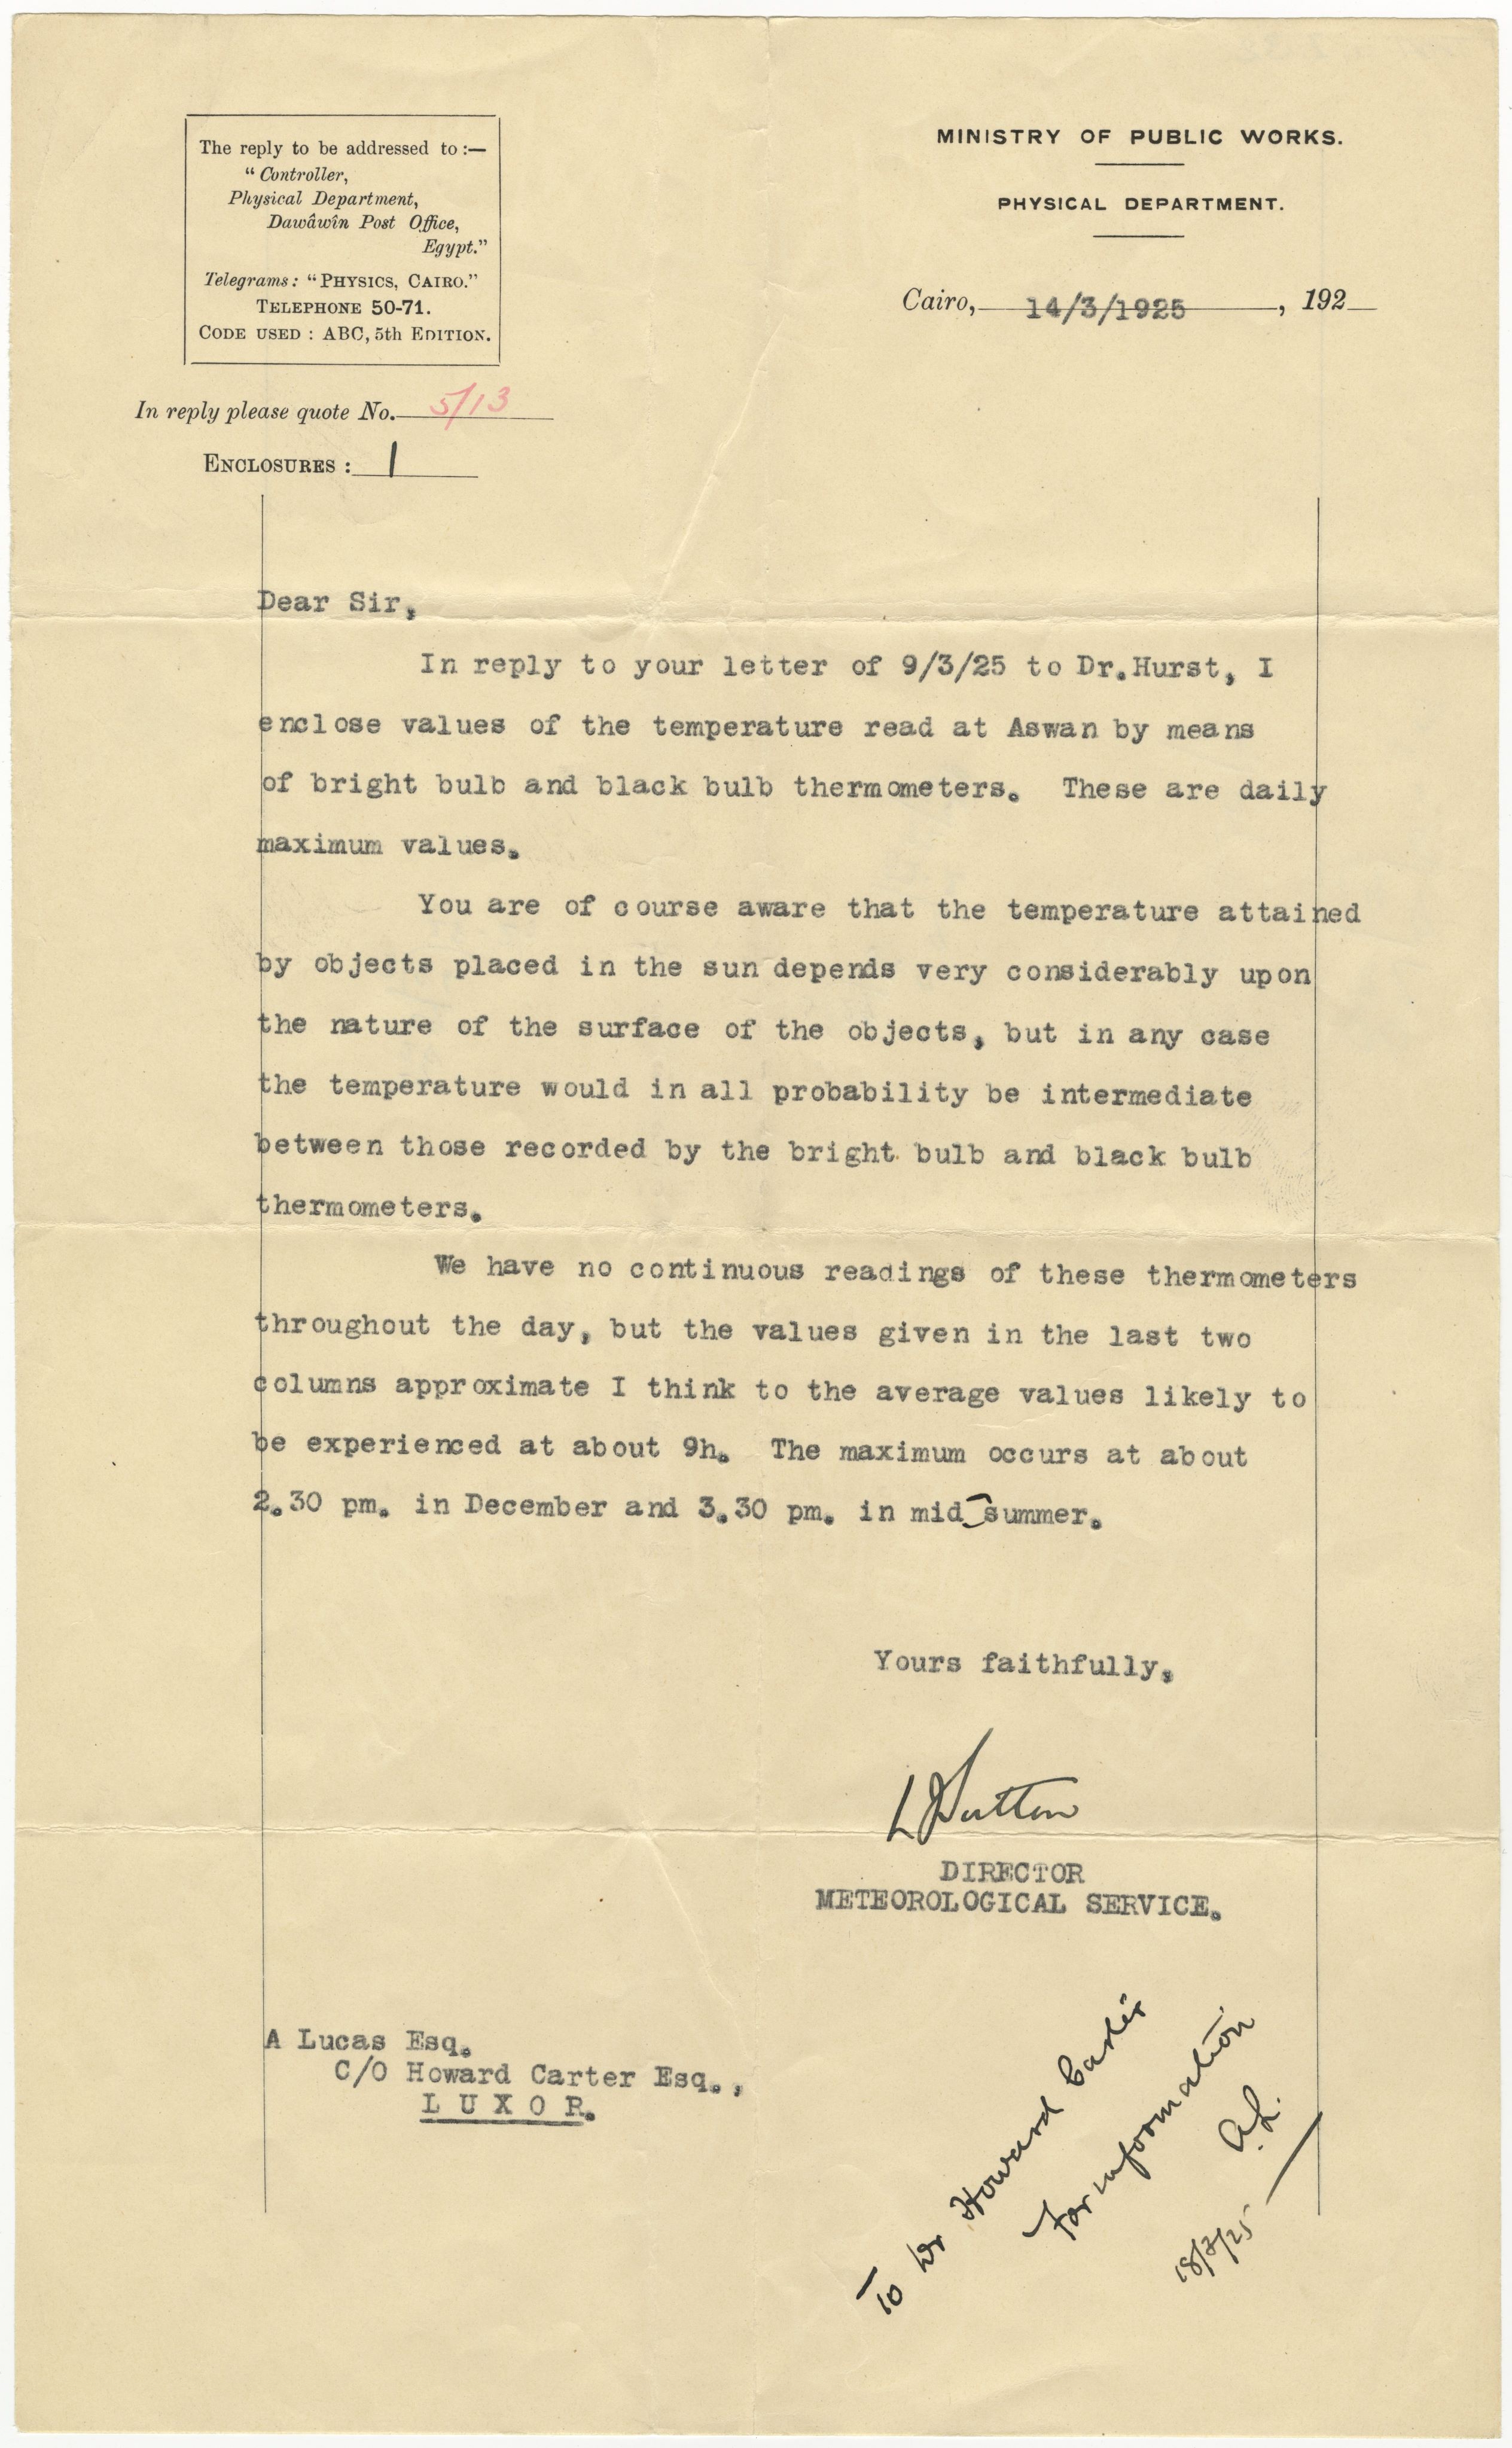 The reply to be addressed to :—
“ Controller,
Physical Department,
Dawâwîn Post Office,
Egypt.”
Telegrams : “ PHYSICS, CAIRO.”
TELEPHONE 50-71.
CODE USED : ABC, 5th EDITION.
In reply please quote No. 5/13
ENCLOSURES : 1
MINISTRY OF PUBLIC WORKS.
PHYSICAL DEPARTMENT.
Cairo, 14/3/1925, 192
Dear Sir,
In reply to your letter of 9/3/25 to Dr.Hurst, I
enclose values of the temperature read at Aswan by means
of bright bulb and black bulb thermometers. These are daily
maximum values.
You are of course aware that the temperature attained
by objects placed in the sun depends very considerably upon
the nature of the surface of the objects, but in any case
the temperature would in all probability be intermediate
between those recorded by the bright bulb and black bulb
thermometers.
We have no continuous readings of these thermometers
throughout the day, but the values given in the last two
columns approximate I think to the average values likely to
be experienced at about 9h. The maximum occurs at about
2.30 pm. in December and 3.30 pm. in mid summer.
Yours faithfully,
L J Sutton
DIRECTOR
METEOROLOGICAL SERVICE.
A Lucas Esq.
C/O Howard Carter Esq.,
L U X O R.
To Dr Howard Carter
For information
A.L.
18/3/25